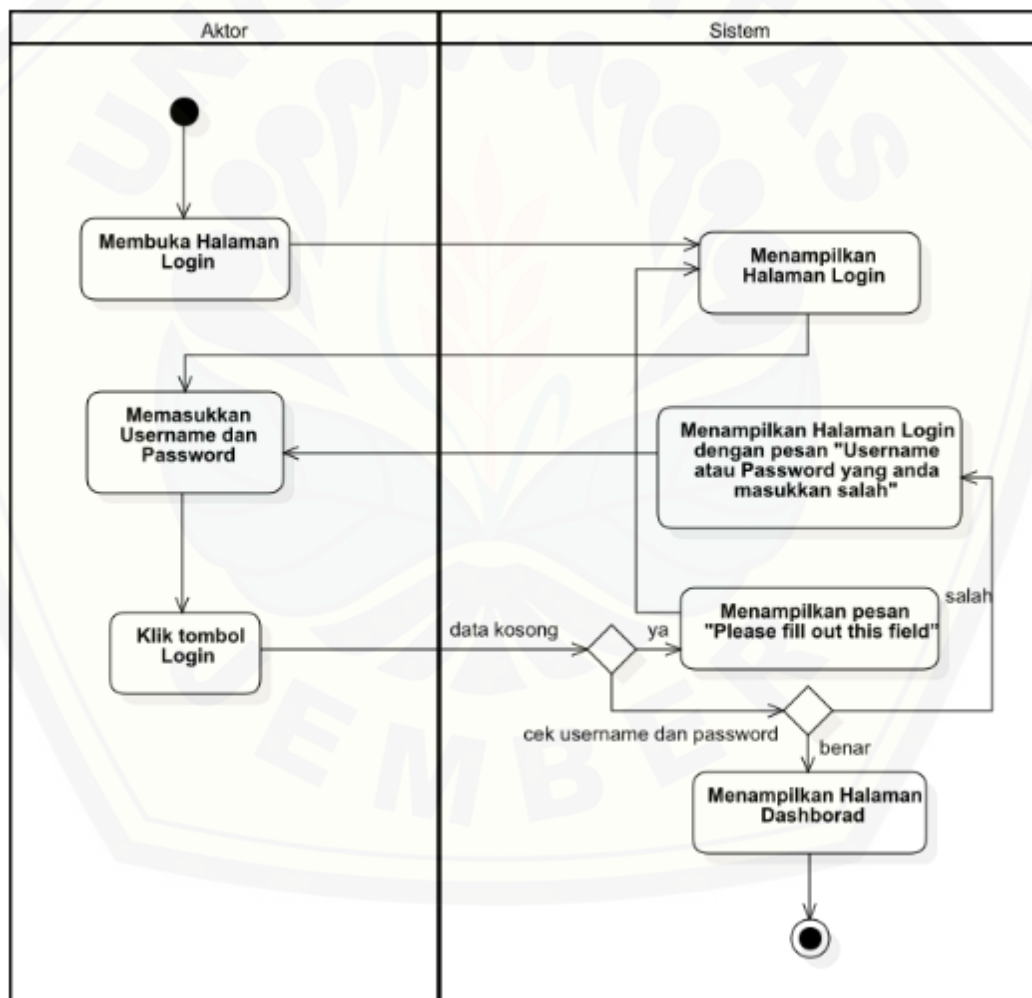 Aktor
Sistem
Membuka Halaman
Login
Menampilkan
Halaman Login
Memasukkan
Username dan
Password
Menampilkan Halaman Login
dengan pesan "Username
atau Password yang anda
masukkan salah"
Klik tombol
Login
data kosong
ya
Menampilkan pesan
"Please fill out this field"
salah
cek username dan password
benar
Menampilkan Halaman
Dashborad